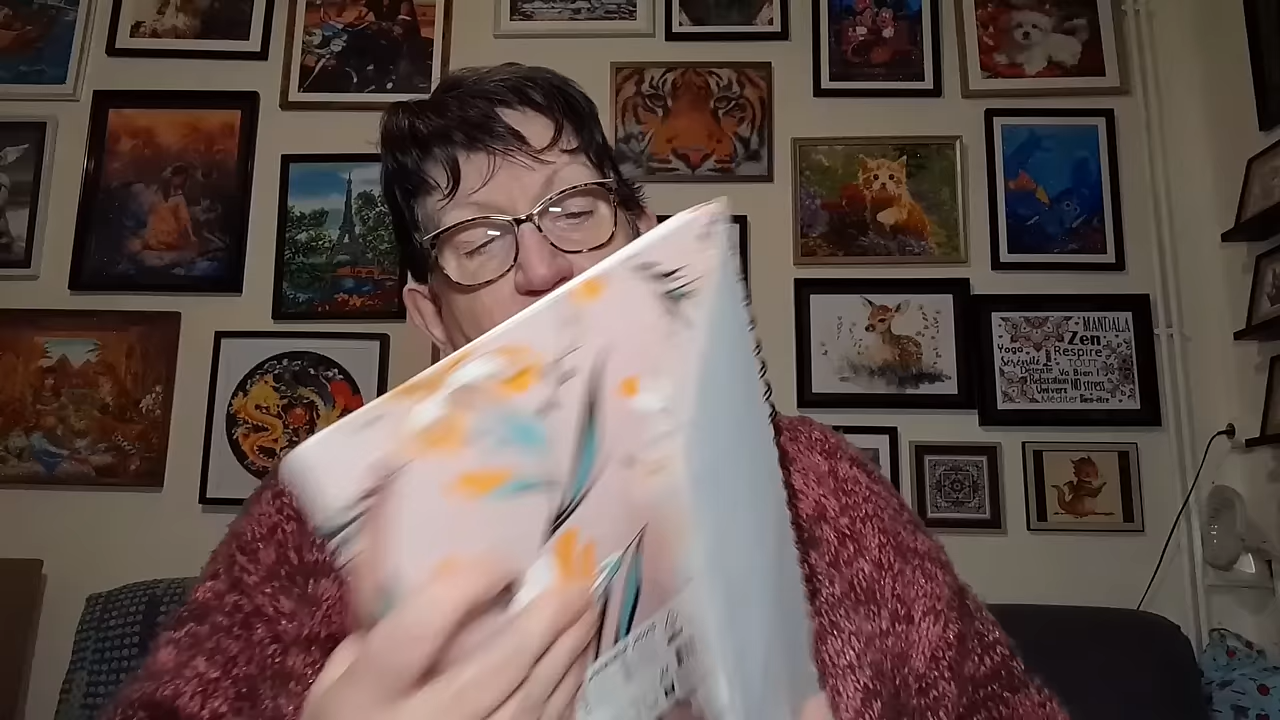 MANDALA
Zen
Yoga
Respire
Sérénité
TOUT
Détente
Va Bien !
Relaxation
Univers
NO stress
Méditer
Bien-être